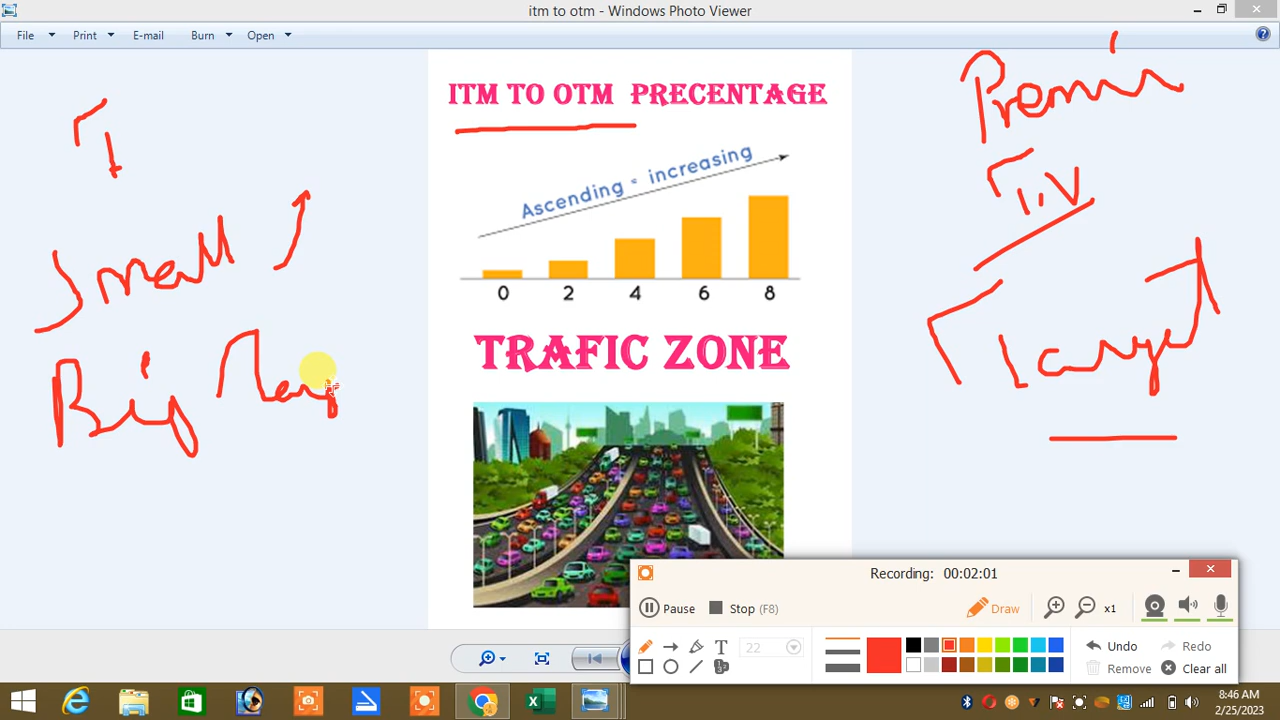 itm to otm - Windows Photo Viewer
File Print E-mail Burn Open
ITM TO OTM PRECENTAGE
Ascending = increasing
0 2 4 6 8
TRAFIC ZONE
T
Small
Big
Premi
T.V
Target
Recording: 00:02:01
Pause Stop (F8) Draw x1
T 22 Undo Redo
Remove Clear all
8:46 AM
2/25/2023